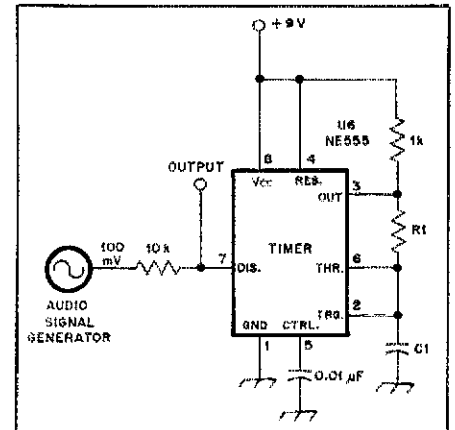 +9V
U6
NE555
1k
8
4
Vcc
RES.
OUT
3
OUTPUT
R1
TIMER
100
mV
10k
7
DIS.
THR.
6
AUDIO
SIGNAL
GENERATOR
TRG.
2
GND
CTRL.
1
5
C1
0.01 µF